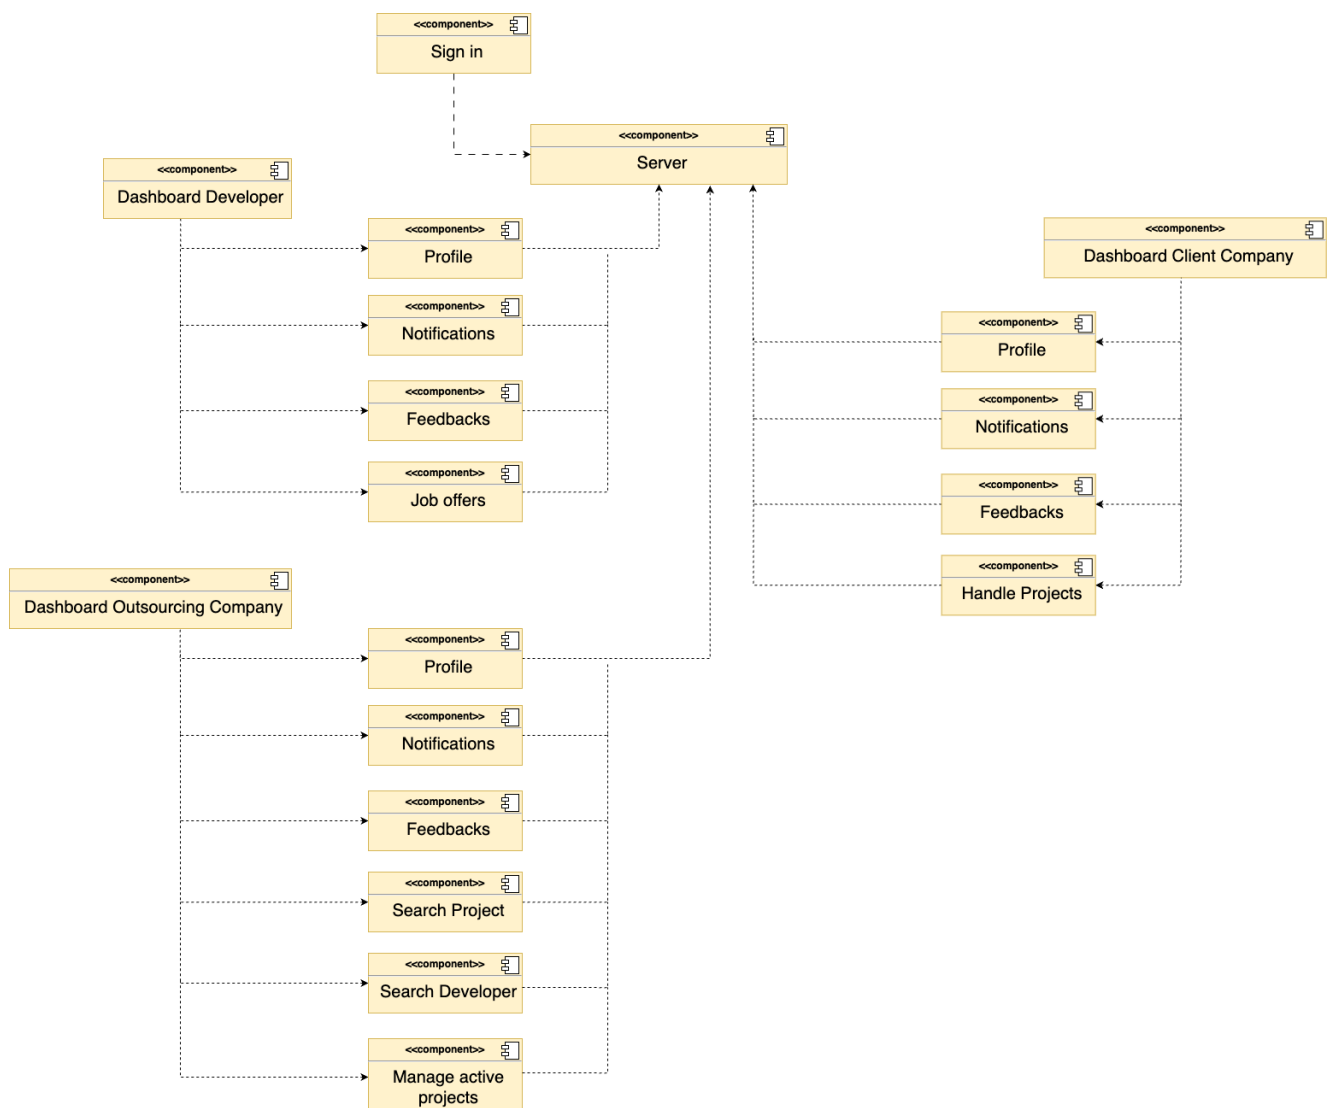 <<component>>
Sign in
<<component>>
Server
<<component>>
Dashboard Developer
<<component>>
Profile
<<component>>
Notifications
<<component>>
Feedbacks
<<component>>
Job offers
<<component>>
Dashboard Client Company
<<component>>
Profile
<<component>>
Notifications
<<component>>
Feedbacks
<<component>>
Handle Projects
<<component>>
Dashboard Outsourcing Company
<<component>>
Profile
<<component>>
Notifications
<<component>>
Feedbacks
<<component>>
Search Project
<<component>>
Search Developer
<<component>>
Manage active
projects